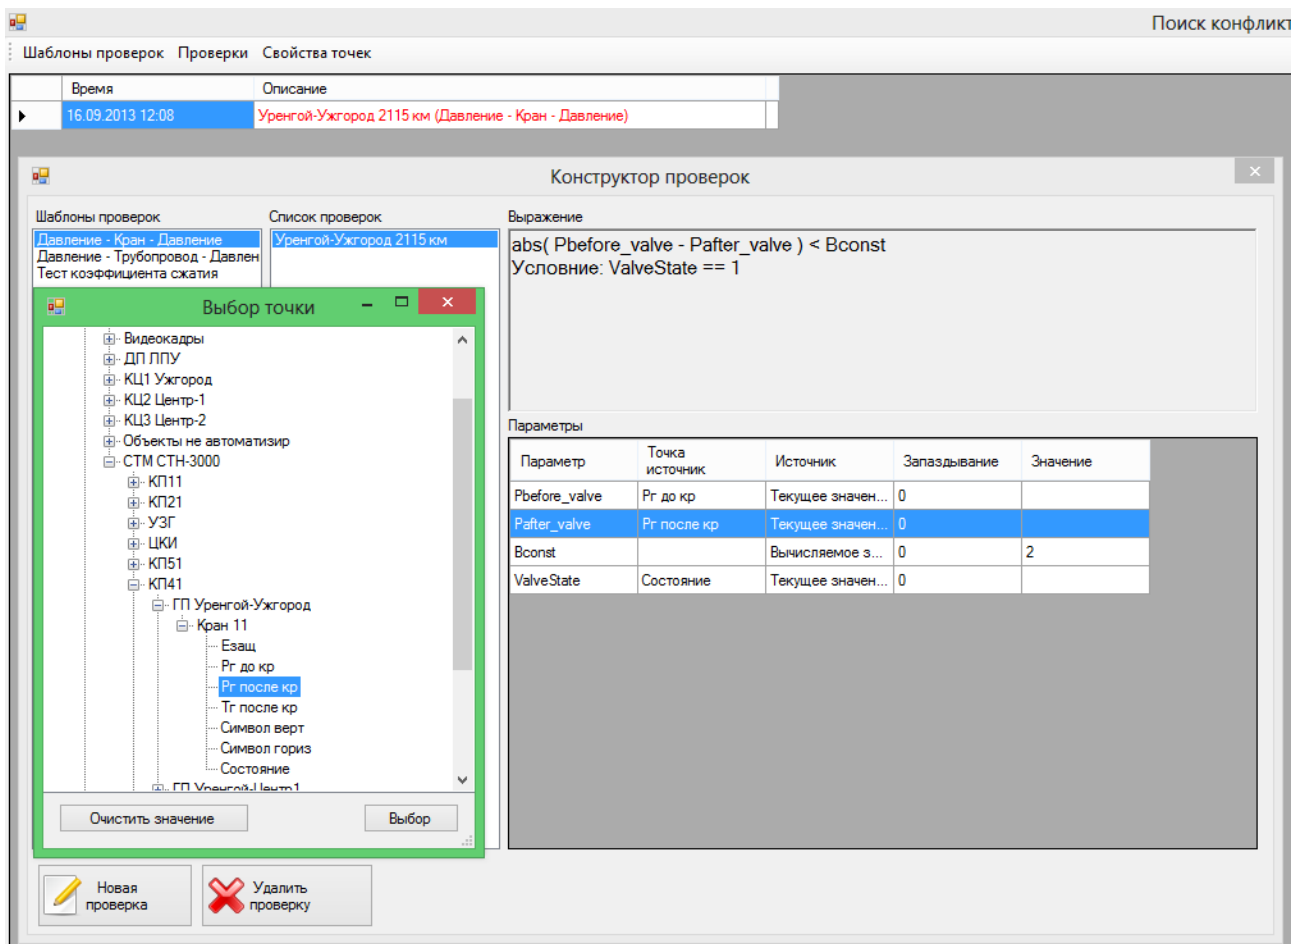 Поиск конфликт
Шаблоны проверок Проверки Свойства точек
Время Описание
16.09.2013 12:08 Уренгой-Ужгород 2115 км (Давление - Кран - Давление)
Конструктор проверок
Шаблоны проверок
Давление - Кран - Давление
Давление - Трубопровод - Давлен
Тест коэффициента сжатия
Список проверок
Уренгой-Ужгород 2115 км
Выражение
abs( Pbefore_valve - Pafter_valve ) < Bconst
Условние: ValveState == 1
Выбор точки
Видеокадры
ДП ЛПУ
КЦ1 Ужгород
КЦ2 Центр-1
КЦ3 Центр-2
Объекты не автоматизир
СТМ СТН-3000
КП11
КП21
УЗГ
ЦКИ
КП51
КП41
ГП Уренгой-Ужгород
Кран 11
Eзащ
Рг до кр
Рг после кр
Тг после кр
Символ верт
Символ гориз
Состояние
ГП Уренгой-Центр1
Очистить значение Выбор
Параметры
Параметр Точка источник Источник Запаздывание Значение
Pbefore_valve Рг до кр Текущее значен... 0
Pafter_valve Рг после кр Текущее значен... 0
Bconst Вычисляемое з... 0 2
ValveState Состояние Текущее значен... 0
Новая
проверка
Удалить
проверку